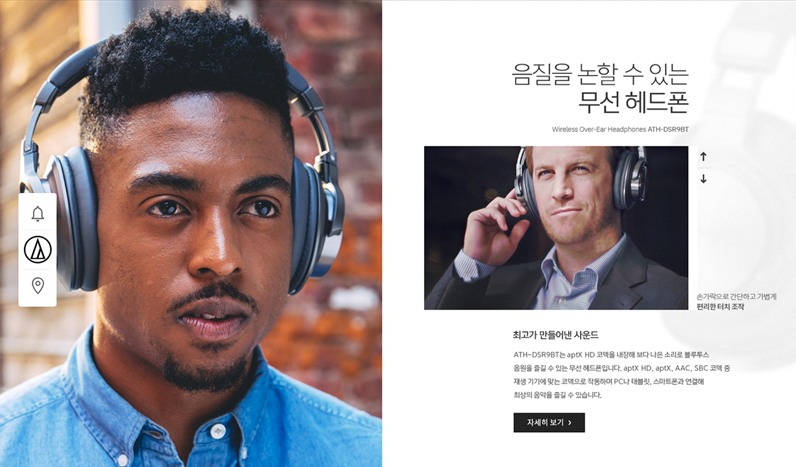 음질을 논할 수 있는
무선 헤드폰
Wireless Over-Ear Headphones ATH-DSR9BT
손가락으로 간단하고 가볍게
편리한 터치 조작
최고가 만들어낸 사운드
ATH-DSR9BT는 aptX HD 코덱을 내장해 보다 나은 소리로 블루투스
음원을 즐길 수 있는 무선 헤드폰입니다. aptX HD, aptX, AAC, SBC 코덱 중
재생 기기에 맞는 코덱으로 작동하며 PC나 태블릿, 스마트폰과 연결해
최상의 음악을 즐길 수 있습니다.
자세히 보기 >